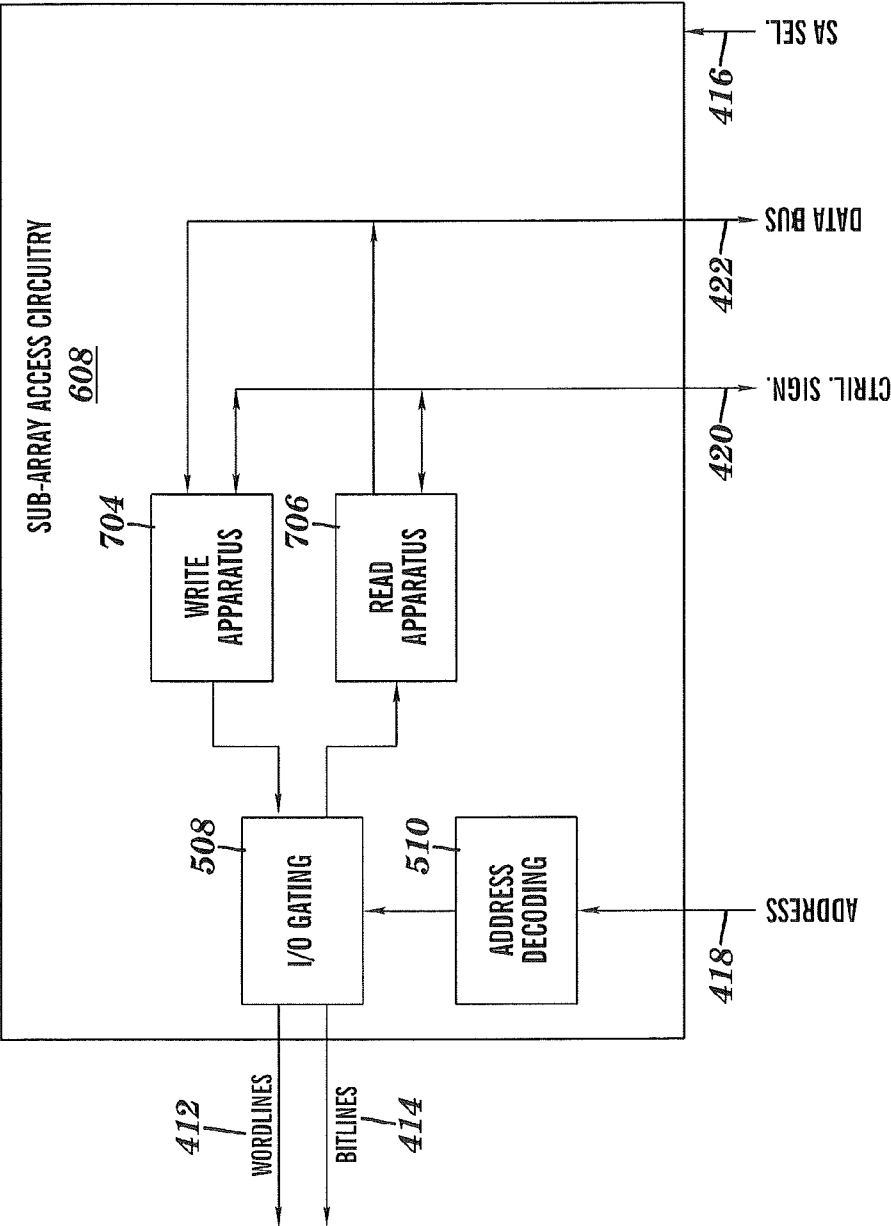 SUB-ARRAY ACCESS CIRCUITRY
608
412
WORDLINES
BITLINES
414
508
I/O GATING
510
ADDRESS
DECODING
704
WRITE
APPARATUS
706
READ
APPARATUS
418
ADDRESS
420
CTRIL. SIGN.
422
DATA BUS
416
SA SEL.